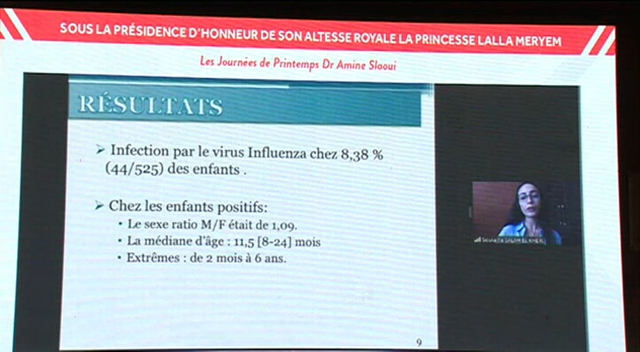 SOUS LA PRÉSIDENCE D'HONNEUR DE SON ALTESSE ROYALE LA PRINCESSE LALLA MERYEM
Les Journées de Printemps Dr Amine Slaoui
RÉSULTATS
➤ Infection par le virus Influenza chez 8,38 %
(44/525) des enfants .
➤ Chez les enfants positifs:
• Le sexe ratio M/F était de 1,09.
• La médiane d'âge : 11,5 [8-24] mois
• Extrêmes : de 2 mois à 6 ans.
9